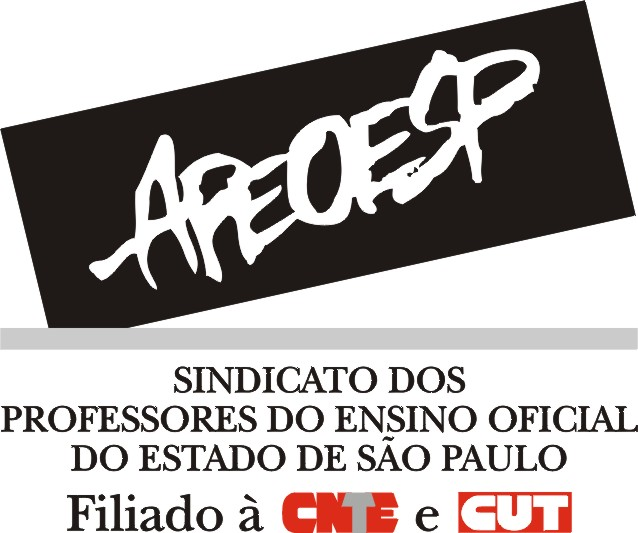 APEOESP
SINDICATO DOS
PROFESSORES DO ENSINO OFICIAL
DO ESTADO DE SÃO PAULO
Filiado à CNTE e CUT